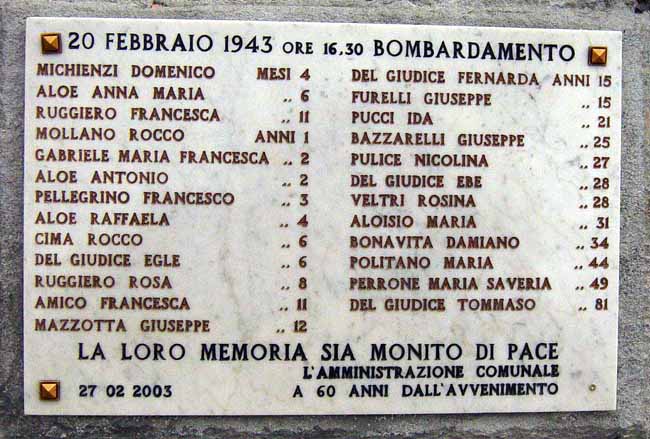 20 FEBBRAIO 1943 ORE 16.30 BOMBARDAMENTO
MICHIENZI DOMENICO MESI 4
ALOE ANNA MARIA ,, 6
RUGGIERO FRANCESCA ,, 11
MOLLANO ROCCO ANNI 1
GABRIELE MARIA FRANCESCA ,, 2
ALOE ANTONIO ,, 2
PELLEGRINO FRANCESCO ,, 3
ALOE RAFFAELA ,, 4
CIMA ROCCO ,, 6
DEL GIUDICE EGLE ,, 6
RUGGIERO ROSA ,, 8
AMICO FRANCESCA ,, 11
MAZZOTTA GIUSEPPE ,, 12
DEL GIUDICE FERNARDA ANNI 15
FURELLI GIUSEPPE ,, 15
PUCCI IDA ,, 21
BAZZARELLI GIUSEPPE ,, 25
PULICE NICOLINA ,, 27
DEL GIUDICE EBE ,, 28
VELTRI ROSINA ,, 28
ALOISIO MARIA ,, 31
BONAVITA DAMIANO ,, 34
POLITANO MARIA ,, 44
PERRONE MARIA SAVERIA ,, 49
DEL GIUDICE TOMMASO ,, 81
LA LORO MEMORIA SIA MONITO DI PACE
L'AMMINISTRAZIONE COMUNALE
27 02 2003 A 60 ANNI DALL'AVVENIMENTO